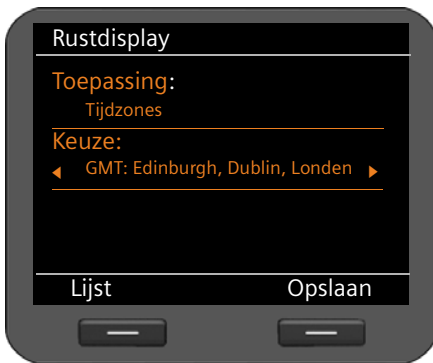 Rustdisplay
Toepassing:
Tijdzones
Keuze:
GMT: Edinburgh, Dublin, Londen
Lijst Opslaan